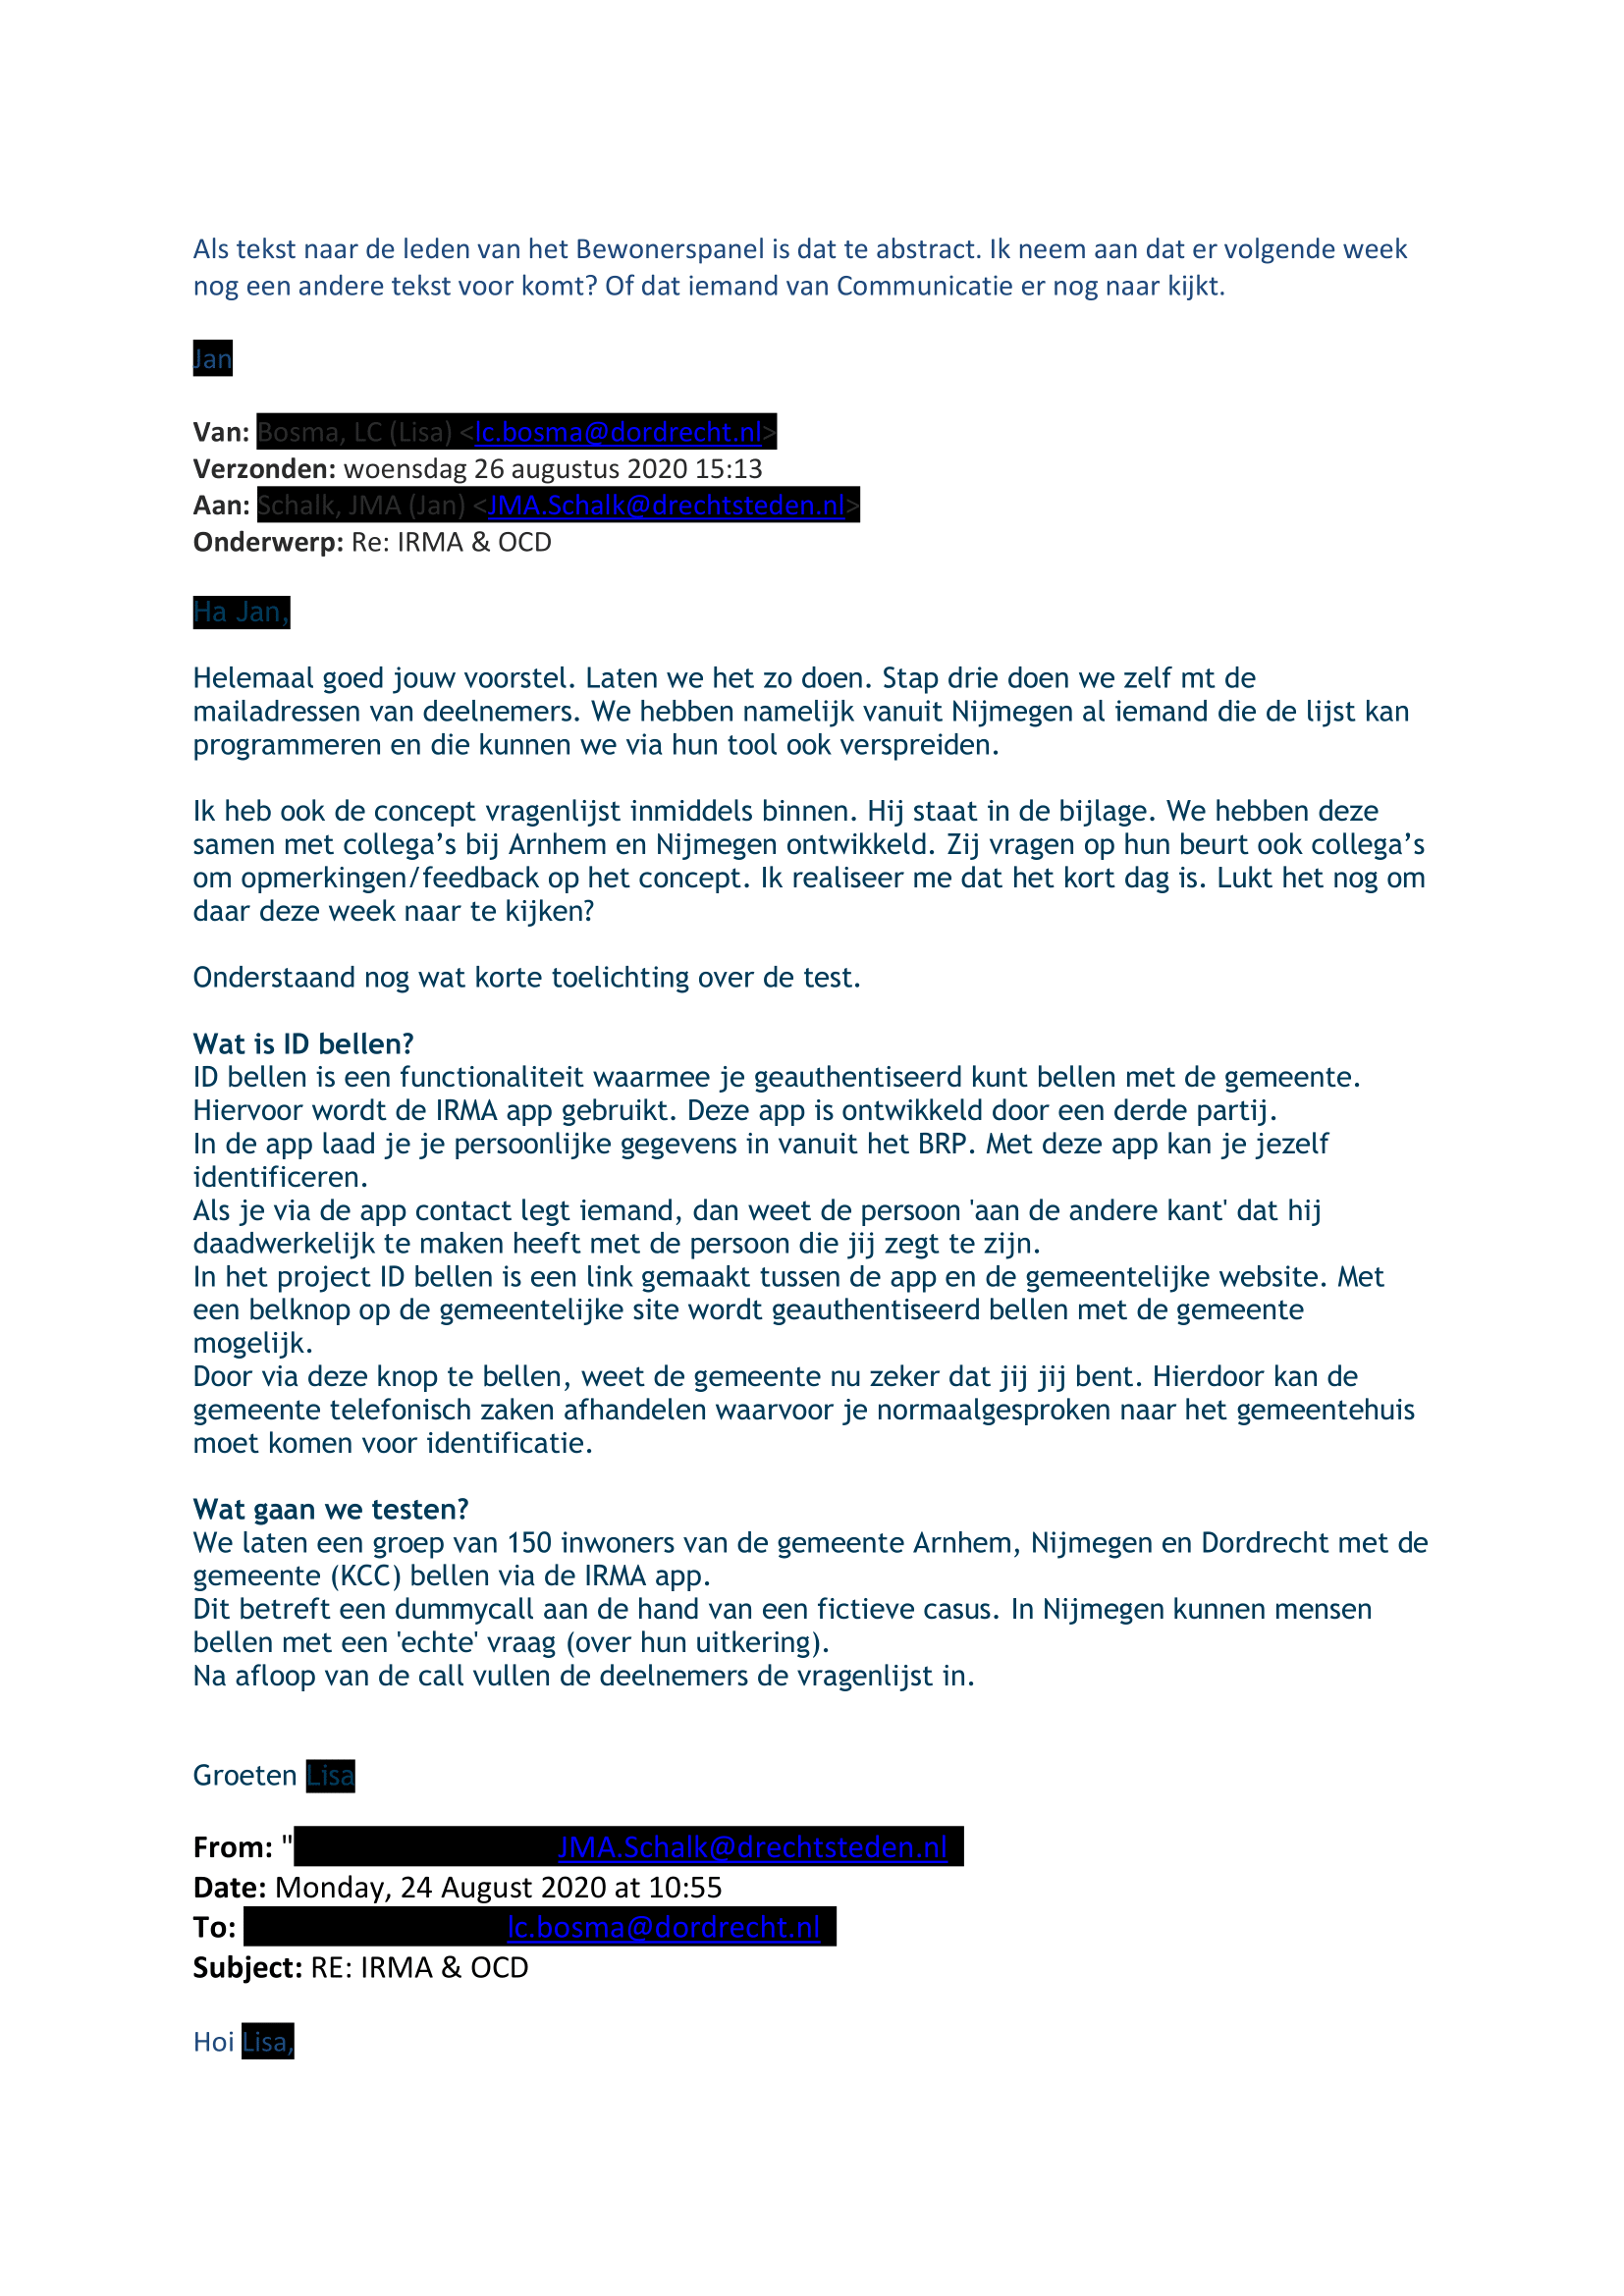 Als tekst naar de leden van het Bewonerspanel is dat te abstract. Ik neem aan dat er volgende week
nog een andere tekst voor komt? Of dat iemand van Communicatie er nog naar kijkt.
Jan
Van: Bosma, LC (Lisa) <lc.bosma@dordrecht.nl>
Verzonden: woensdag 26 augustus 2020 15:13
Aan: Schalk, JMA (Jan) <JMA.Schalk@drechtsteden.nl>
Onderwerp: Re: IRMA & OCD
Ha Jan,
Helemaal goed jouw voorstel. Laten we het zo doen. Stap drie doen we zelf mt de
mailadressen van deelnemers. We hebben namelijk vanuit Nijmegen al iemand die de lijst kan
programmeren en die kunnen we via hun tool ook verspreiden.
Ik heb ook de concept vragenlijst inmiddels binnen. Hij staat in de bijlage. We hebben deze
samen met collega’s bij Arnhem en Nijmegen ontwikkeld. Zij vragen op hun beurt ook collega’s
om opmerkingen/feedback op het concept. Ik realiseer me dat het kort dag is. Lukt het nog om
daar deze week naar te kijken?
Onderstaand nog wat korte toelichting over de test.
Wat is ID bellen?
ID bellen is een functionaliteit waarmee je geauthentiseerd kunt bellen met de gemeente.
Hiervoor wordt de IRMA app gebruikt. Deze app is ontwikkeld door een derde partij.
In de app laad je je persoonlijke gegevens in vanuit het BRP. Met deze app kan je jezelf
identificeren.
Als je via de app contact legt iemand, dan weet de persoon 'aan de andere kant' dat hij
daadwerkelijk te maken heeft met de persoon die jij zegt te zijn.
In het project ID bellen is een link gemaakt tussen de app en de gemeentelijke website. Met
een belknop op de gemeentelijke site wordt geauthentiseerd bellen met de gemeente
mogelijk.
Door via deze knop te bellen, weet de gemeente nu zeker dat jij jij bent. Hierdoor kan de
gemeente telefonisch zaken afhandelen waarvoor je normaalgesproken naar het gemeentehuis
moet komen voor identificatie.
Wat gaan we testen?
We laten een groep van 150 inwoners van de gemeente Arnhem, Nijmegen en Dordrecht met de
gemeente (KCC) bellen via de IRMA app.
Dit betreft een dummycall aan de hand van een fictieve casus. In Nijmegen kunnen mensen
bellen met een 'echte' vraag (over hun uitkering).
Na afloop van de call vullen de deelnemers de vragenlijst in.
Groeten Lisa
From: "JMA.Schalk@drechtsteden.nl
Date: Monday, 24 August 2020 at 10:55
To: lc.bosma@dordrecht.nl
Subject: RE: IRMA & OCD
Hoi Lisa,